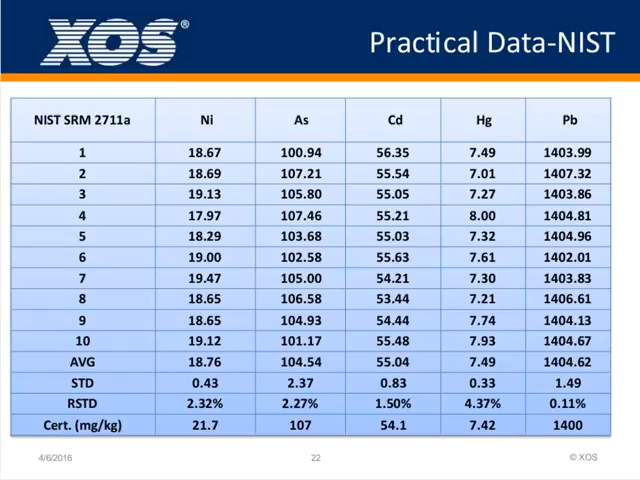 XOS®
Practical Data-NIST
NIST SRM 2711a Ni As Cd Hg Pb
1 18.67 100.94 56.35 7.49 1403.99
2 18.69 107.21 55.54 7.01 1407.32
3 19.13 105.80 55.05 7.27 1403.86
4 17.97 107.46 55.21 8.00 1404.81
5 18.29 103.68 55.03 7.32 1404.96
6 19.00 102.58 55.63 7.61 1402.01
7 19.47 105.00 54.21 7.30 1403.83
8 18.65 106.58 53.44 7.21 1406.61
9 18.65 104.93 54.44 7.74 1404.13
10 19.12 101.17 55.48 7.93 1404.67
AVG 18.76 104.54 55.04 7.49 1404.62
STD 0.43 2.37 0.83 0.33 1.49
RSTD 2.32% 2.27% 1.50% 4.37% 0.11%
Cert. (mg/kg) 21.7 107 54.1 7.42 1400
4/6/2016 22 © XOS